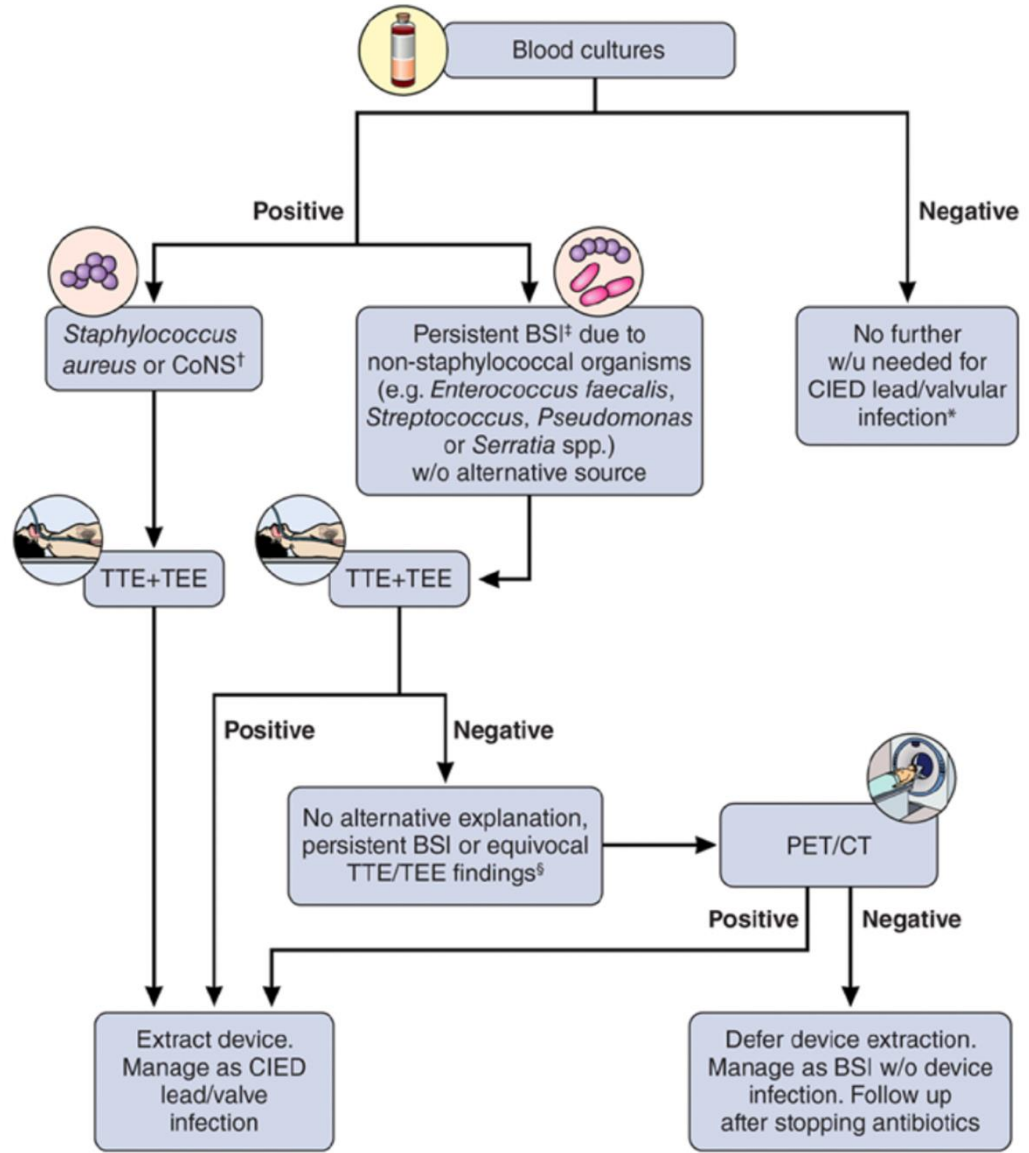 Blood cultures
Positive
Negative
Staphylococcus
aureus or CoNS†
Persistent BSI‡ due to
non-staphylococcal organisms
(e.g. Enterococcus faecalis,
Streptococcus, Pseudomonas
or Serratia spp.)
w/o alternative source
No further
w/u needed for
CIED lead/valvular
infection*
TTE+TEE
TTE+TEE
Positive
Negative
No alternative explanation,
persistent BSI or equivocal
TTE/TEE findings§
PET/CT
Positive
Negative
Extract device.
Manage as CIED
lead/valve
infection
Defer device extraction.
Manage as BSI w/o device
infection. Follow up
after stopping antibiotics